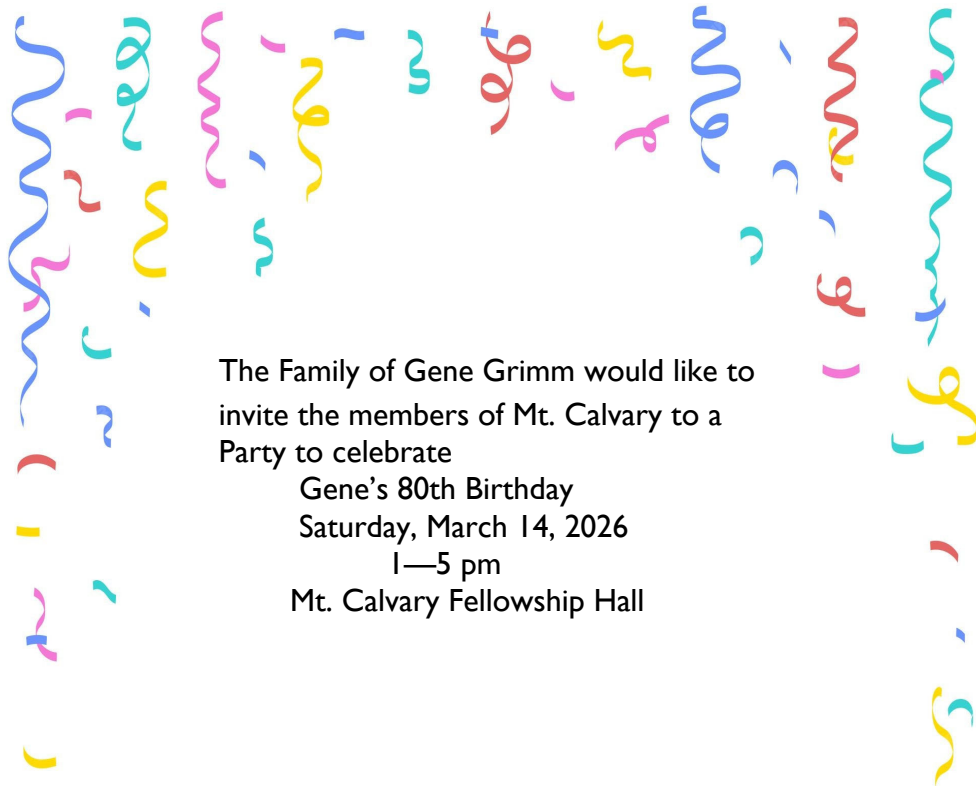 The Family of Gene Grimm would like to
invite the members of Mt. Calvary to a
Party to celebrate
Gene’s 80th Birthday
Saturday, March 14, 2026
1—5 pm
Mt. Calvary Fellowship Hall